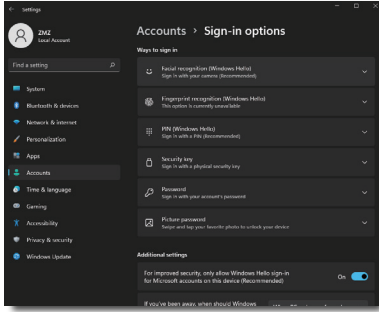 Settings
ZMZ
Local Account
Find a setting
System
Bluetooth & devices
Network & internet
Personalization
Apps
Accounts
Time & language
Gaming
Accessibility
Privacy & security
Windows Update
Accounts > Sign-in options
Ways to sign in
Facial recognition (Windows Hello)
Sign in with your camera (Recommended)
Fingerprint recognition (Windows Hello)
This option is currently unavailable
PIN (Windows Hello)
Sign in with a PIN (Recommended)
Security key
Sign in with a physical security key
Password
Sign in with your account's password
Picture password
Swipe and tap your favorite photo to unlock your device
Additional settings
For improved security, only allow Windows Hello sign-in
for Microsoft accounts on this device (Recommended)
On
If you've been away, when should Windows